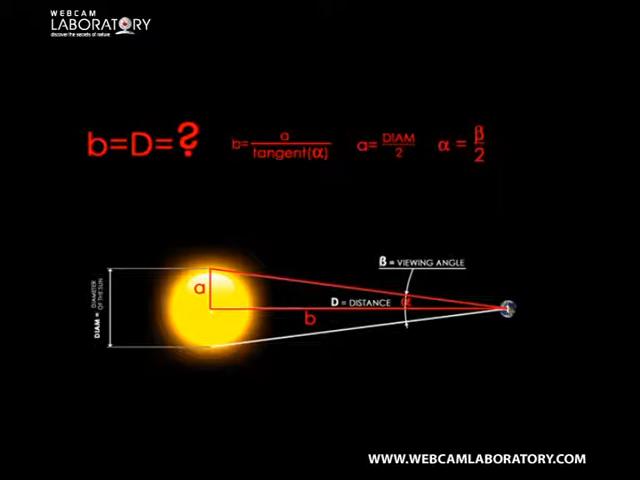 WEBCAM
LABORATORY
discover the secrets of nature
b=D=?
b= a / tangent(α)
a= DIAM / 2
α = β / 2
ß = VIEWING ANGLE
DIAM = DIAMETER OF THE SUN
a
D = DISTANCE
α
b
WWW.WEBCAMLABORATORY.COM